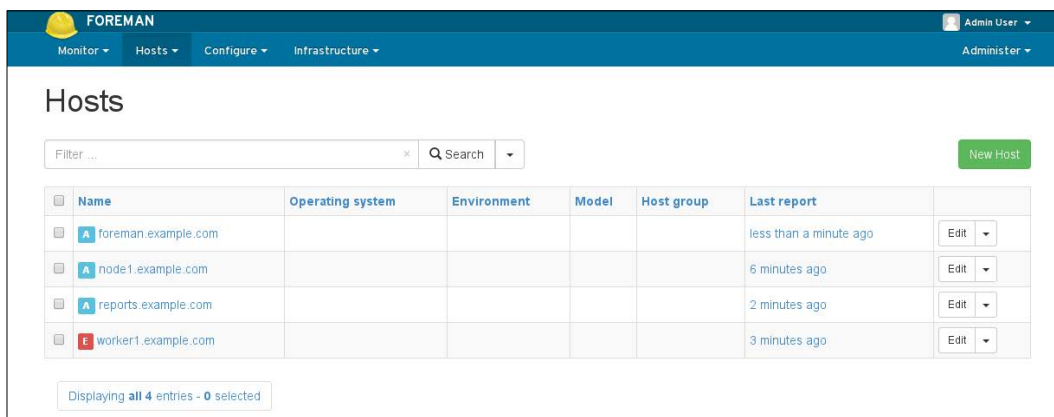 FOREMAN Admin User
Monitor Hosts Configure Infrastructure Administer
Hosts
Filter ... × Search New Host
Name Operating system Environment Model Host group Last report
A foreman.example.com less than a minute ago Edit
A node1.example.com 6 minutes ago Edit
A reports.example.com 2 minutes ago Edit
E worker1.example.com 3 minutes ago Edit
Displaying all 4 entries - 0 selected